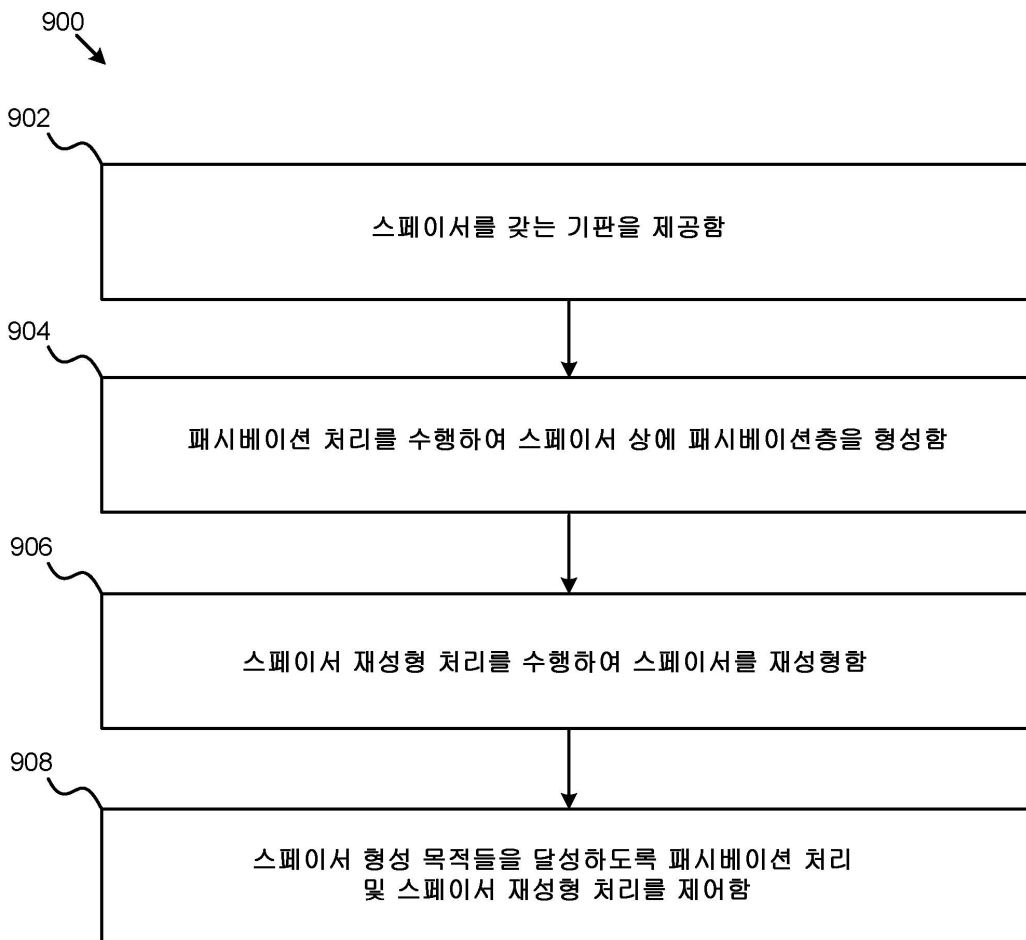 900
902
스페이서를 갖는 기판을 제공함
904
패시베이션 처리를 수행하여 스페이서 상에 패시베이션층을 형성함
906
스페이서 재성형 처리를 수행하여 스페이서를 재성형함
908
스페이서 형성 목적들을 달성하도록 패시베이션 처리
및 스페이서 재성형 처리를 제어함